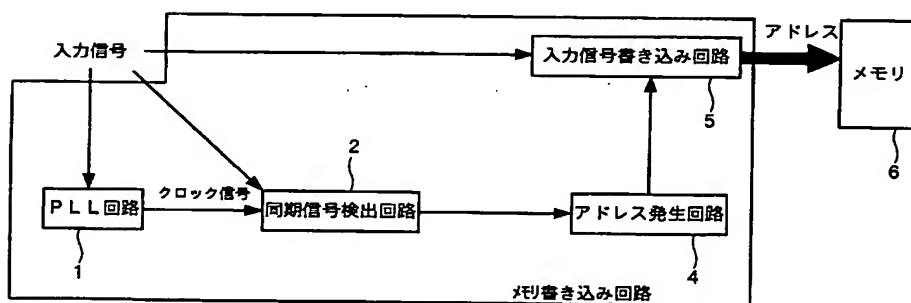 アドレス
入力信号
入力信号書き込み回路
メモリ
5
6
2
クロック信号
PLL回路
同期信号検出回路
アドレス発生回路
1
4
メモリ書き込み回路